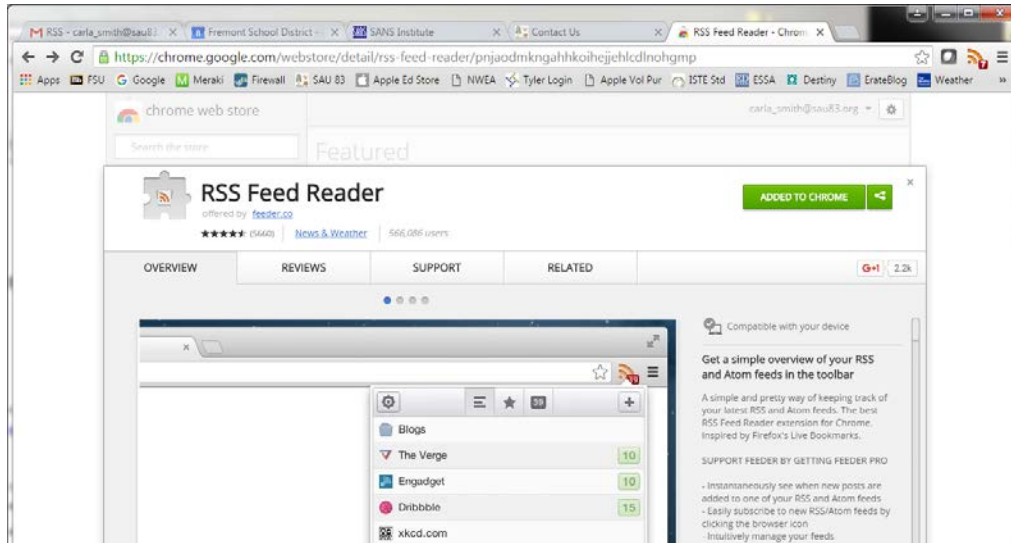 RSS - carla_smith@sau83
Fremont School District -
SANS Institute
Contact Us
RSS Feed Reader - Chrom
https://chrome.google.com/webstore/detail/rss-feed-reader/pnjaodmkngahhkoihejjehlcdlnohgmp
Apps FSU Google Meraki Firewall SAU 83 Apple Ed Store NWEA Tyler Login Apple Vol Pur ISTE Std ESSA Destiny ErateBlog Weather »
chrome web store
carla_smith@sau83.org
Search the store
Featured
RSS Feed Reader
offered by feeder.co
(5660) News & Weather 566,086 users
ADDED TO CHROME
OVERVIEW REVIEWS SUPPORT RELATED
G+1 2.2k
Compatible with your device
Get a simple overview of your RSS
and Atom feeds in the toolbar
A simple and pretty way of keeping track of
your latest RSS and Atom feeds. The best
RSS Feed Reader extension for Chrome.
Inspired by Firefox's Live Bookmarks.
SUPPORT FEEDER BY GETTING FEEDER PRO
- Instantaneously see when new posts are
added to one of your RSS and Atom feeds
- Easily subscribe to new RSS/Atom feeds by
clicking the browser icon
- Intuitively manage your feeds
39
Blogs
The Verge 10
Engadget 10
Dribbble 15
xkcd.com